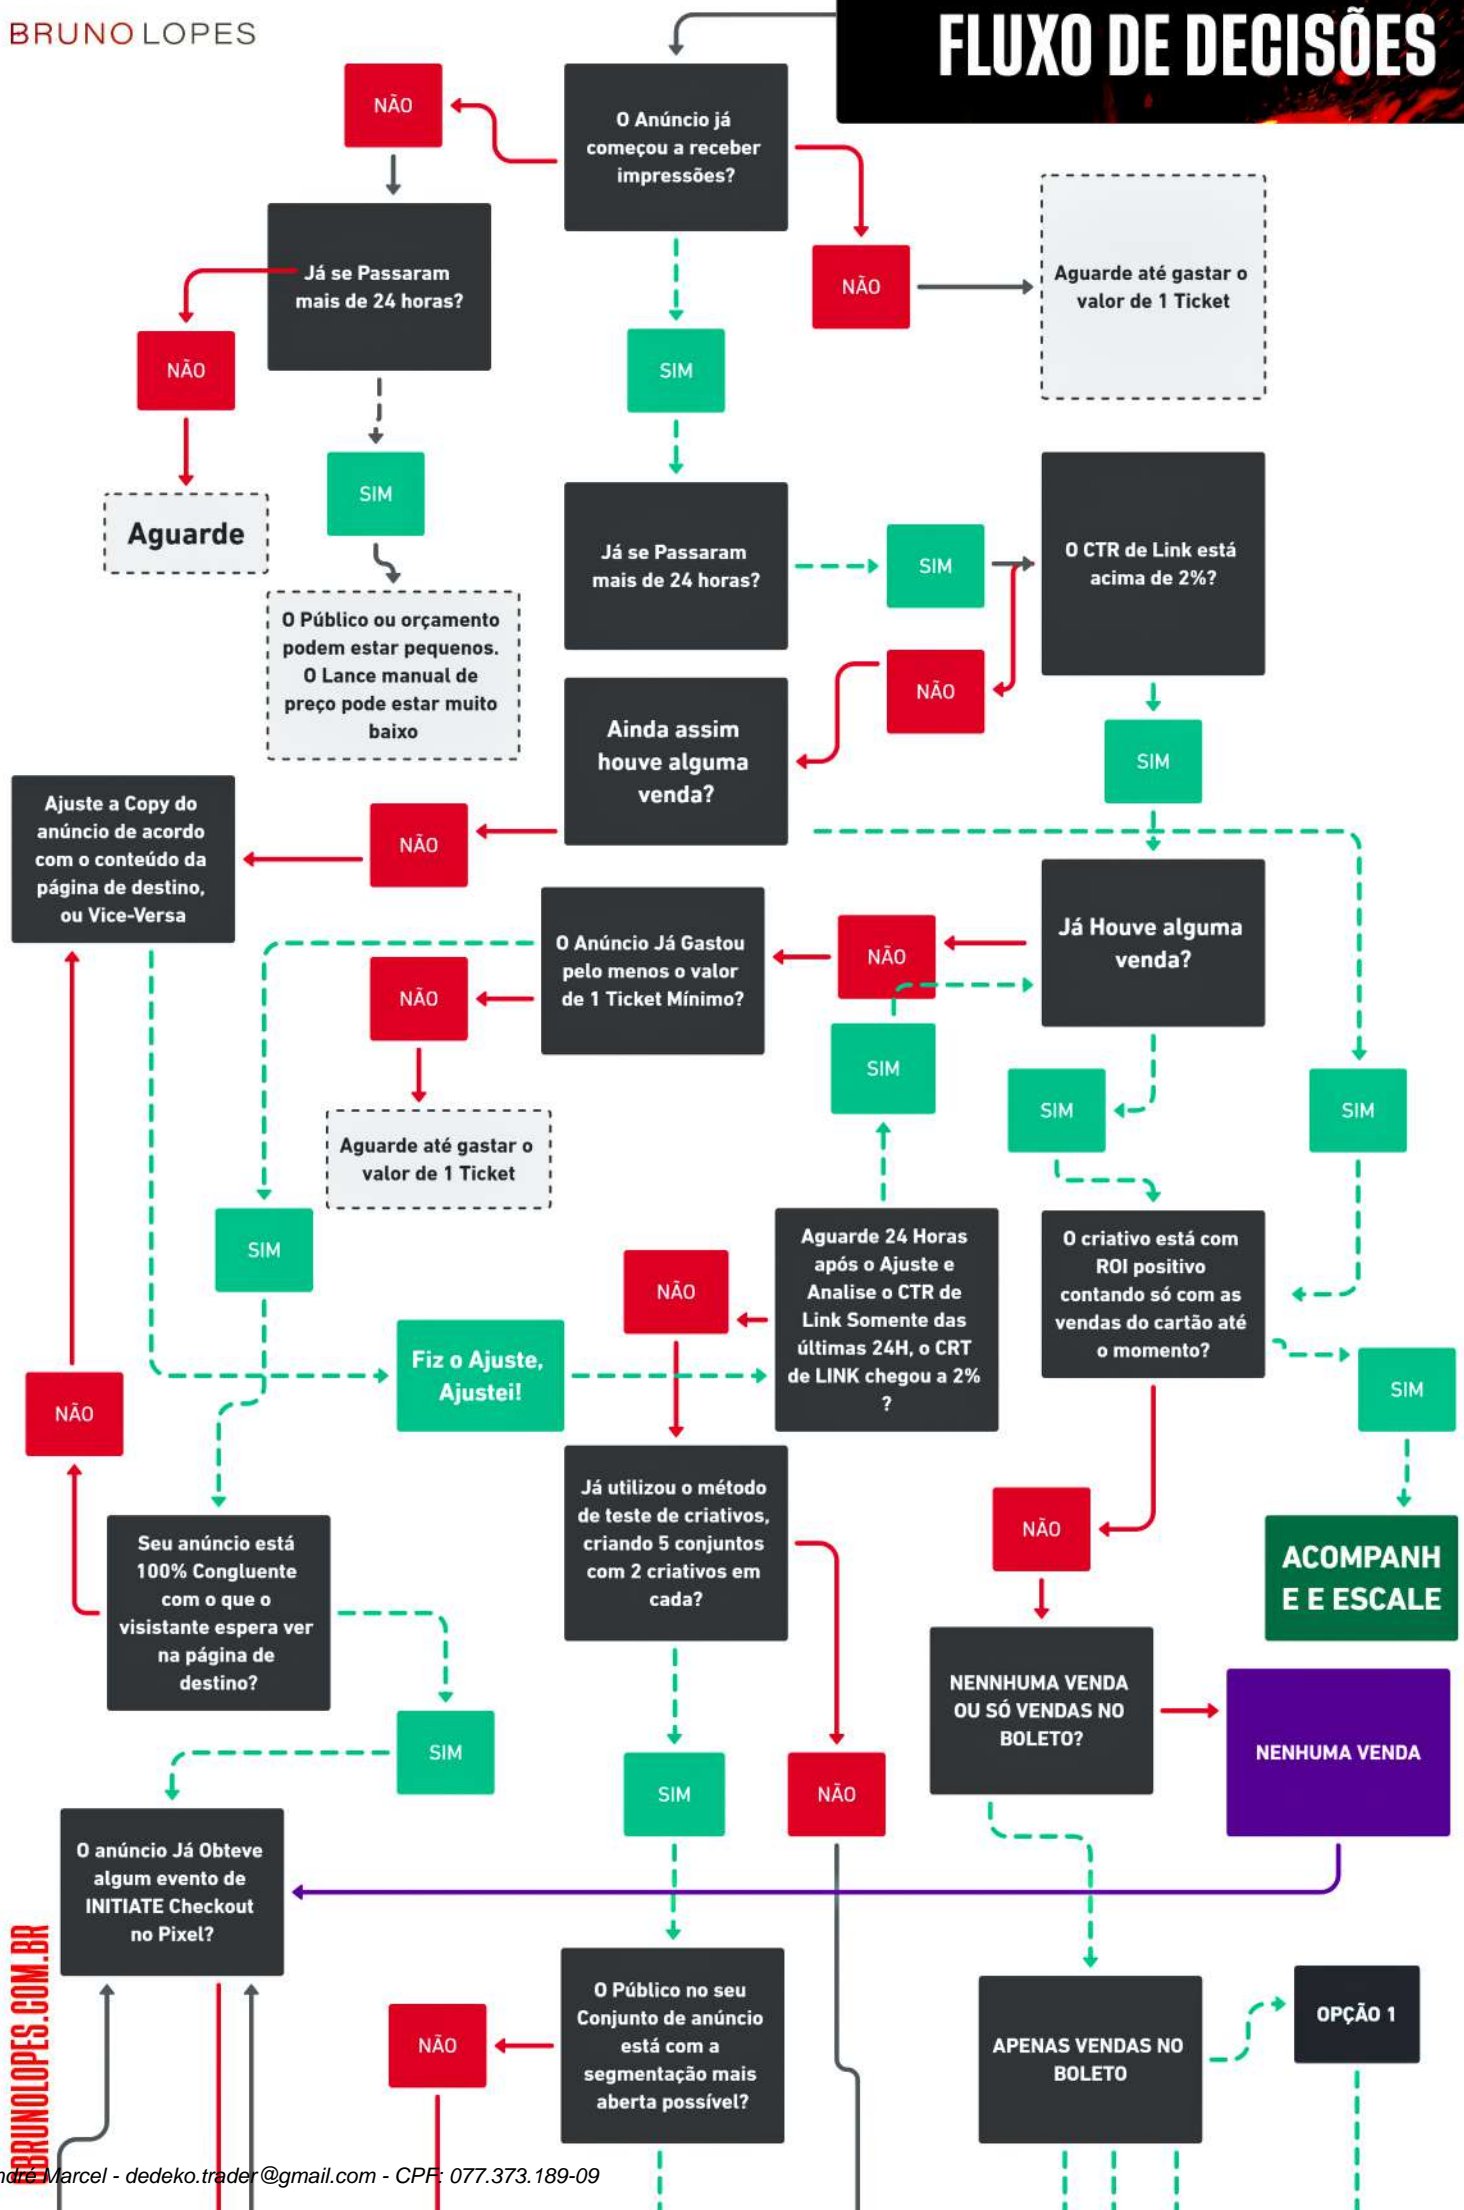 BRUNO LOPES
FLUXO DE DECISÕES
NÃO
O Anúncio já
começou a receber
impressões?
Já se Passaram
mais de 24 horas?
NÃO
Aguarde até gastar o
valor de 1 Ticket
NÃO
SIM
SIM
Aguarde
Já se Passaram
mais de 24 horas?
SIM
O CTR de Link está
acima de 2%?
O Público ou orçamento
podem estar pequenos.
O Lance manual de
preço pode estar muito
baixo
NÃO
Ainda assim
houve alguma
venda?
SIM
Ajuste a Copy do
anúncio de acordo
com o conteúdo da
página de destino,
ou Vice-Versa
NÃO
O Anúncio Já Gastou
pelo menos o valor
de 1 Ticket Mínimo?
NÃO
Já Houve alguma
venda?
NÃO
SIM
SIM
SIM
Aguarde até gastar o
valor de 1 Ticket
SIM
NÃO
Aguarde 24 Horas
após o Ajuste e
Analise o CTR de
Link Somente das
últimas 24H, o CRT
de LINK chegou a 2%
?
O criativo está com
ROI positivo
contando só com as
vendas do cartão até
o momento?
Fiz o Ajuste,
Ajustei!
SIM
NÃO
Já utilizou o método
de teste de criativos,
criando 5 conjuntos
com 2 criativos em
cada?
NÃO
ACOMPANH
E E ESCALE
Seu anúncio está
100% Congluente
com o que o
visistante espera ver
na página de
destino?
NENNHUMA VENDA
OU SÓ VENDAS NO
BOLETO?
NENHUMA VENDA
SIM
SIM
NÃO
O anúncio Já Obteve
algum evento de
INITIATE Checkout
no Pixel?
O Público no seu
Conjunto de anúncio
está com a
segmentação mais
aberta possível?
NÃO
APENAS VENDAS NO
BOLETO
OPÇÃO 1
OBRUNOLOPES.COM.BR
ndré Marcel - dedeko.trader@gmail.com - CPF: 077.373.189-09